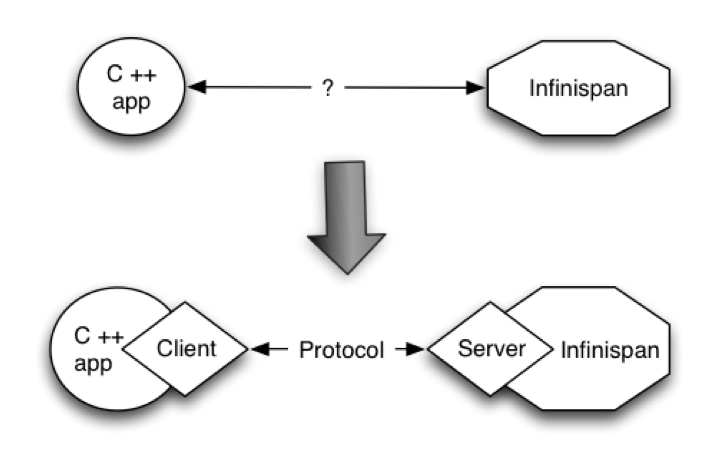 C ++
app
?
Infinispan
C ++
app
Client
Protocol
Server
Infinispan